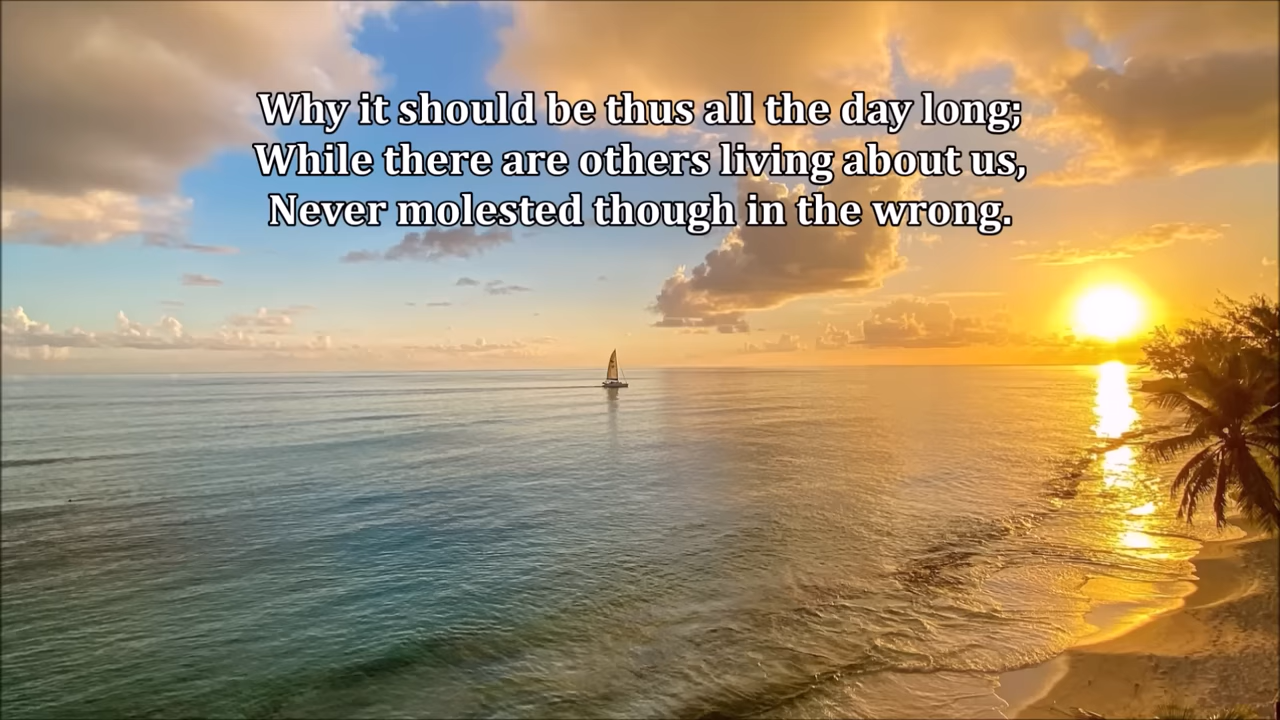 Why it should be thus all the day long;
While there are others living about us,
Never molested though in the wrong.